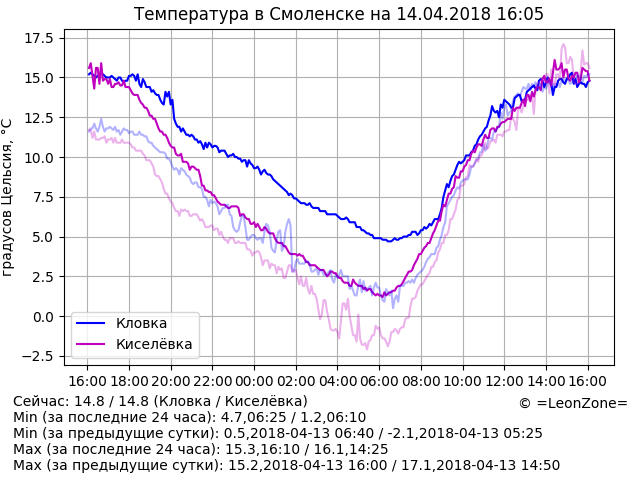 Температура в Смоленске на 14.04.2018 16:05
градусов Цельсия, °C
17.5
15.0
12.5
10.0
7.5
5.0
2.5
0.0
−2.5
Кловка
Киселёвка
16:00 18:00 20:00 22:00 00:00 02:00 04:00 06:00 08:00 10:00 12:00 14:00 16:00
Сейчас: 14.8 / 14.8 (Кловка / Киселёвка)
© =LeonZone=
Min (за последние 24 часа): 4.7,06:25 / 1.2,06:10
Min (за предыдущие сутки): 0.5,2018-04-13 06:40 / -2.1,2018-04-13 05:25
Max (за последние 24 часа): 15.3,16:10 / 16.1,14:25
Max (за предыдущие сутки): 15.2,2018-04-13 16:00 / 17.1,2018-04-13 14:50